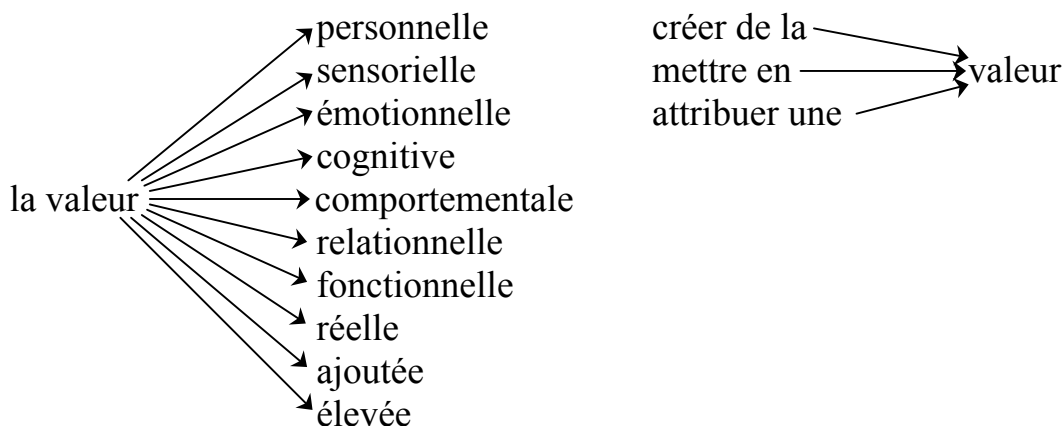 personnelle
sensorielle
émotionnelle
cognitive
la valeur
comportementale
relationnelle
fonctionnelle
réelle
ajoutée
élevée
créer de la
mettre en
attribuer une
valeur